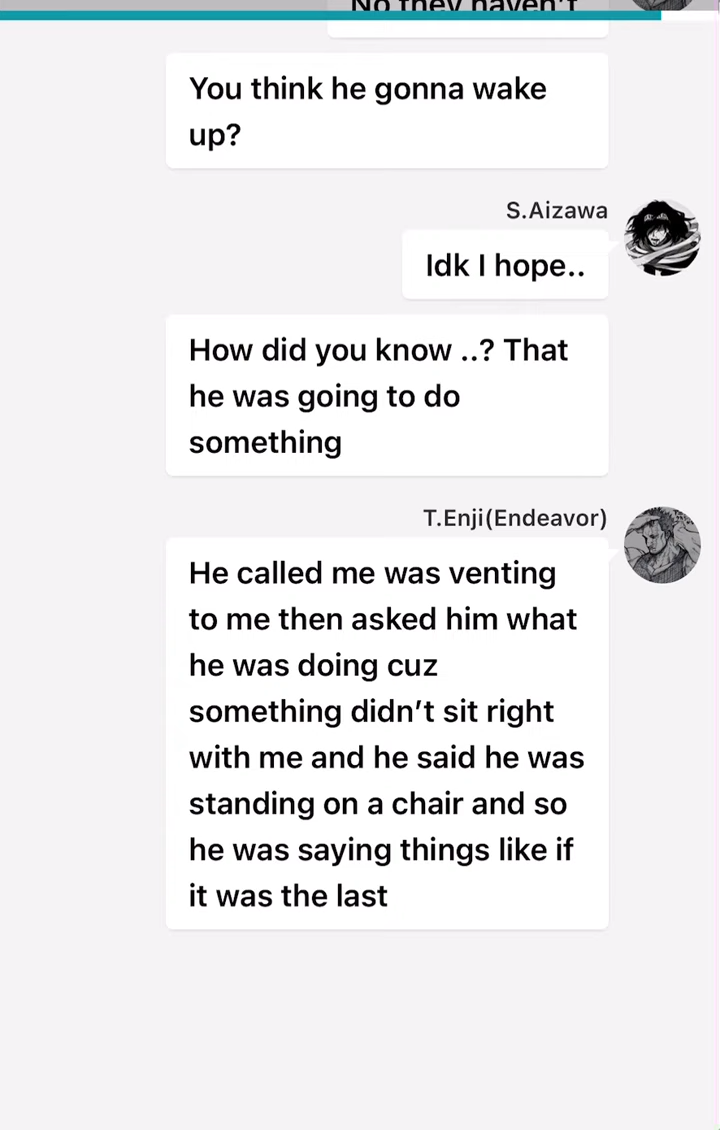 No they haven't
You think he gonna wake
up?
S.Aizawa
Idk I hope..
How did you know ..? That
he was going to do
something
T.Enji(Endeavor)
He called me was venting
to me then asked him what
he was doing cuz
something didn’t sit right
with me and he said he was
standing on a chair and so
he was saying things like if
it was the last